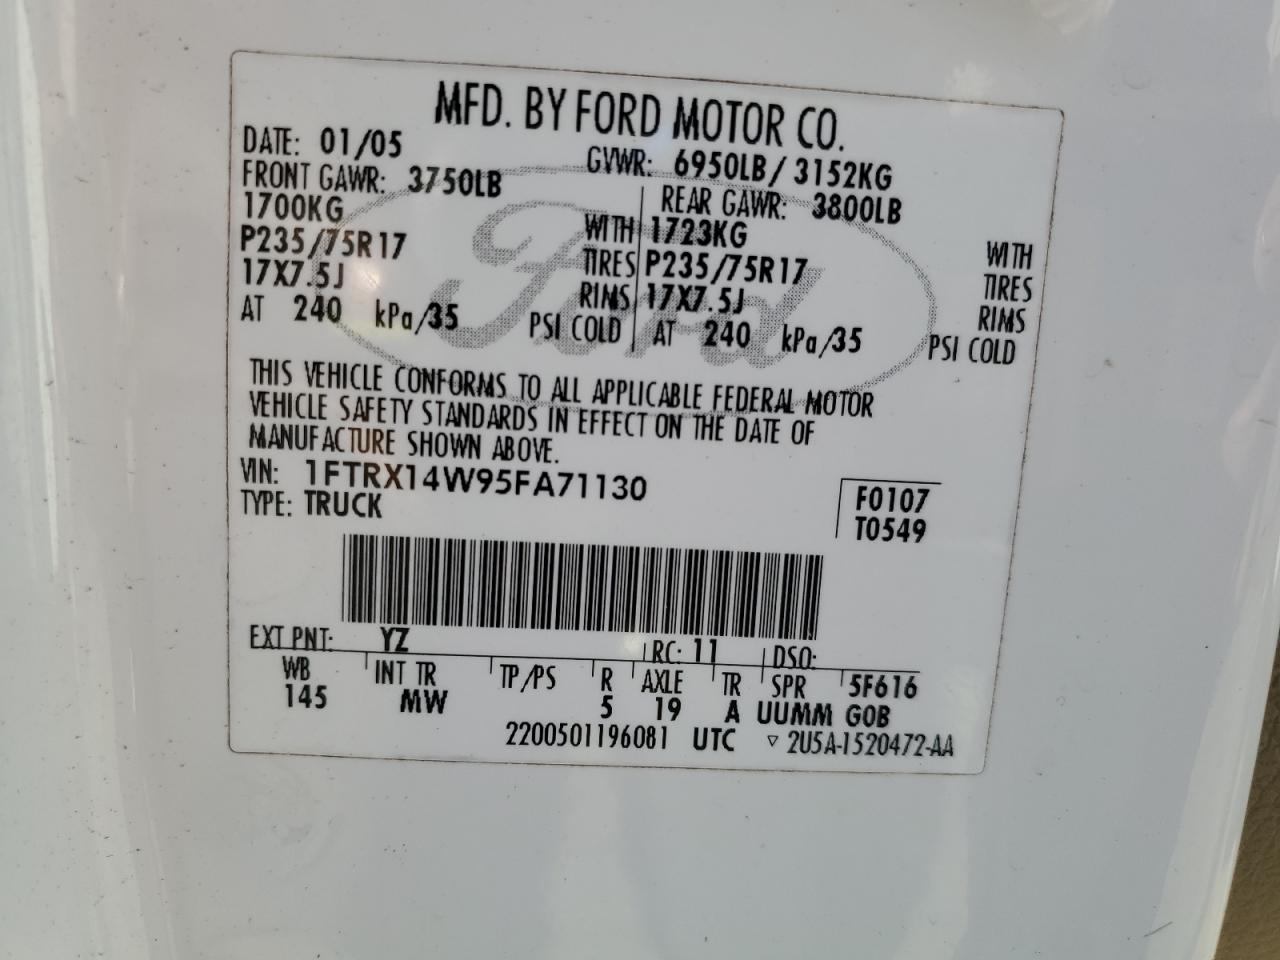 MFD. BY FORD MOTOR CO.
DATE: 01/05 GVWR: 6950LB/ 3152KG
FRONT GAWR: 3750LB REAR GAWR: 3800LB
1700KG WITH 1723KG WITH
P235/75R17 TIRES P235/75R17 TIRES
17X7.5J RIMS 17X7.5J RIMS
AT 240 kPa/35 PSI COLD AT 240 kPa/35 PSI COLD
Ford
THIS VEHICLE CONFORMS TO ALL APPLICABLE FEDERAL MOTOR
VEHICLE SAFETY STANDARDS IN EFFECT ON THE DATE OF
MANUFACTURE SHOWN ABOVE.
VIN: 1FTRX14W95FA71130 F0107
TYPE: TRUCK T0549
EXT PNT: YZ RC: 11 DSO:
WB INT TR TP/PS R AXLE TR SPR 5F616
145 MW 5 19 A UUMM GOB
2200501196081 UTC ▽ 2U5A-1520472-AA